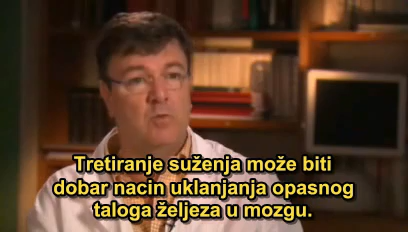 Tretiranje suženja može biti
dobar nacin uklanjanja opasnog
taloga željeza u mozgu.